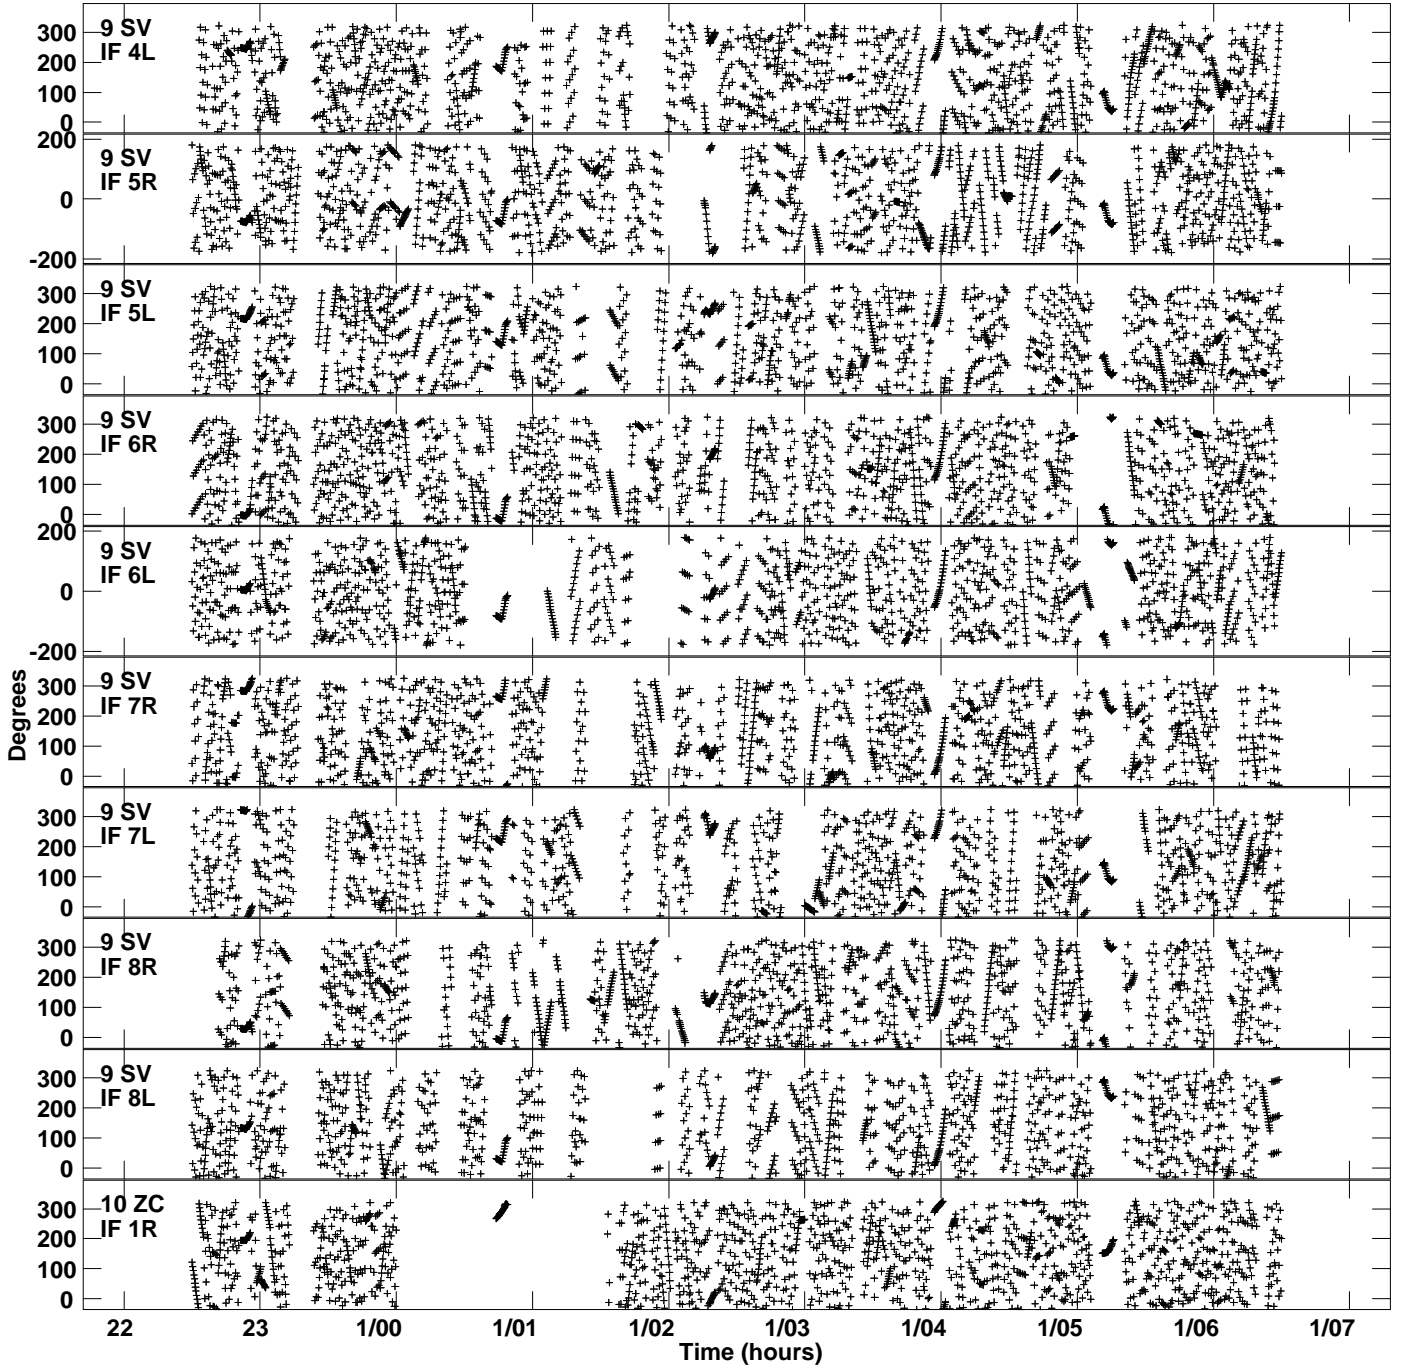 9 SV
IF 4L
300
200
100
0
9 SV
IF 5R
200
0
-200
9 SV
IF 5L
300
200
100
0
9 SV
IF 6R
300
200
100
0
9 SV
IF 6L
200
0
-200
9 SV
IF 7R
300
200
100
0
9 SV
IF 7L
300
200
100
0
9 SV
IF 8R
300
200
100
0
9 SV
IF 8L
300
200
100
0
10 ZC
IF 1R
300
200
100
0
Degrees
22 23 1/00 1/01 1/02 1/03 1/04 1/05 1/06 1/07
Time (hours)